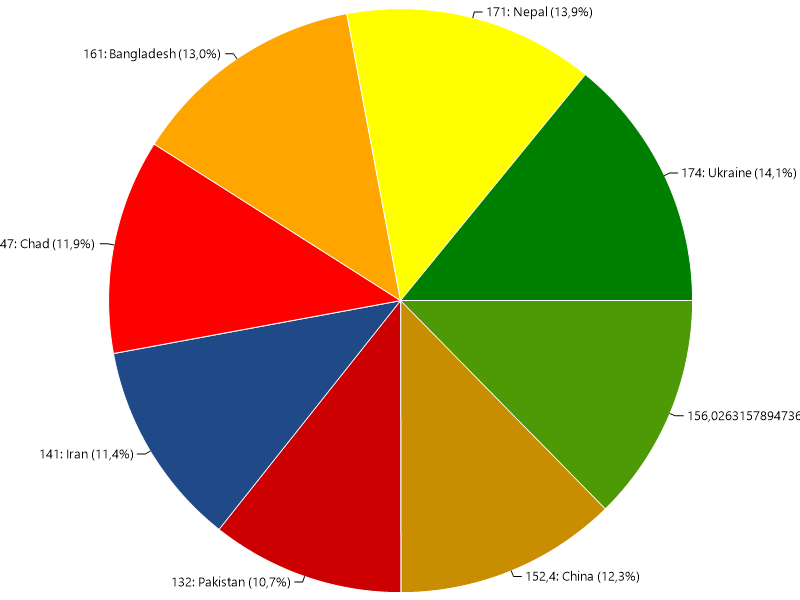 171: Nepal (13,9%)
161: Bangladesh (13,0%)
174: Ukraine (14,1%)
47: Chad (11,9%)
156,0263157894736
141: Iran (11,4%)
132: Pakistan (10,7%)
152,4: China (12,3%)